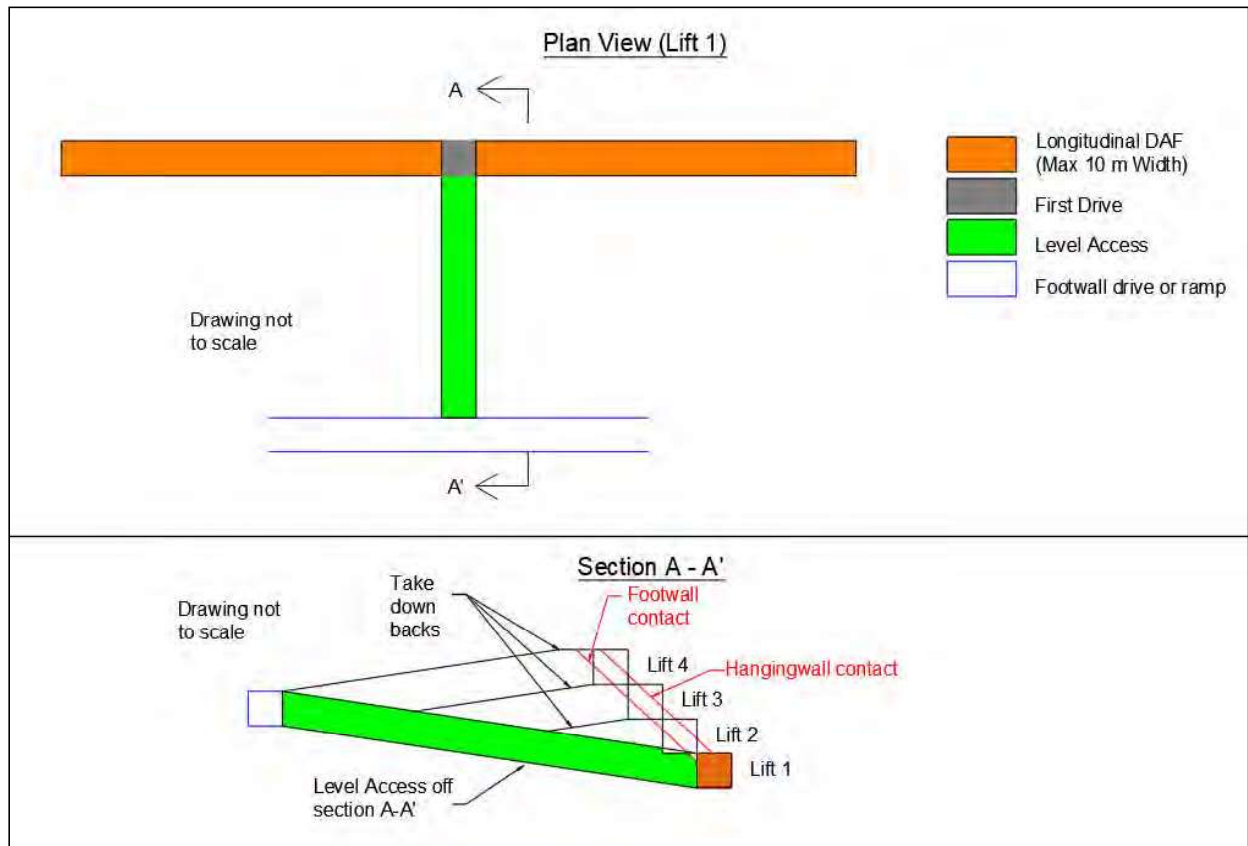 Plan View (Lift 1)
A
Longitudinal DAF
(Max 10 m Width)
First Drive
Level Access
Footwall drive or ramp
Drawing not
to scale
A'
Section A - A'
Drawing not
to scale
Take
down
backs
Footwall
contact
Hangingwall contact
Lift 4
Lift 3
Lift 2
Lift 1
Level Access off
section A-A'